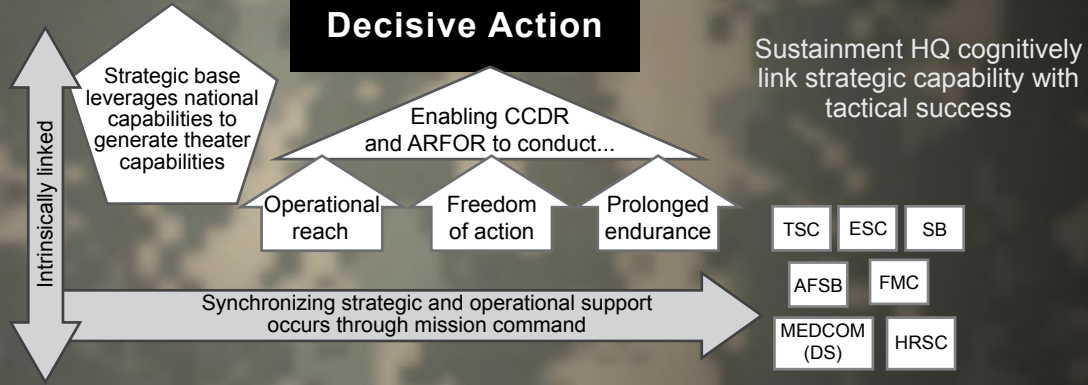 Decisive Action
Strategic base
leverages national
capabilities to
generate theater
capabilities
Enabling CCDR
and ARFOR to conduct...
Sustainment HQ cognitively
link strategic capability with
tactical success
Intrinsically linked
Operational
reach
Freedom
of action
Prolonged
endurance
TSC
ESC
SB
AFSB
FMC
MEDCOM
(DS)
HRSC
Synchronizing strategic and operational support
occurs through mission command